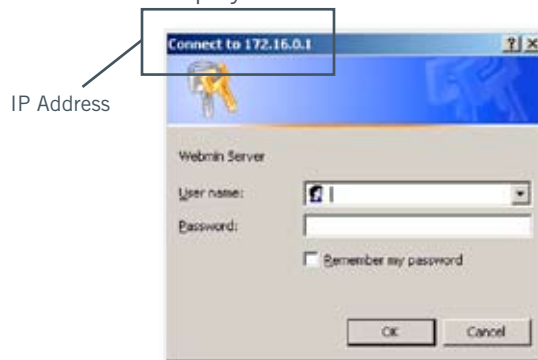 Connect to 172.16.0.1
IP Address
Webmin Server
User name:
Password:
Remember my password
OK
Cancel